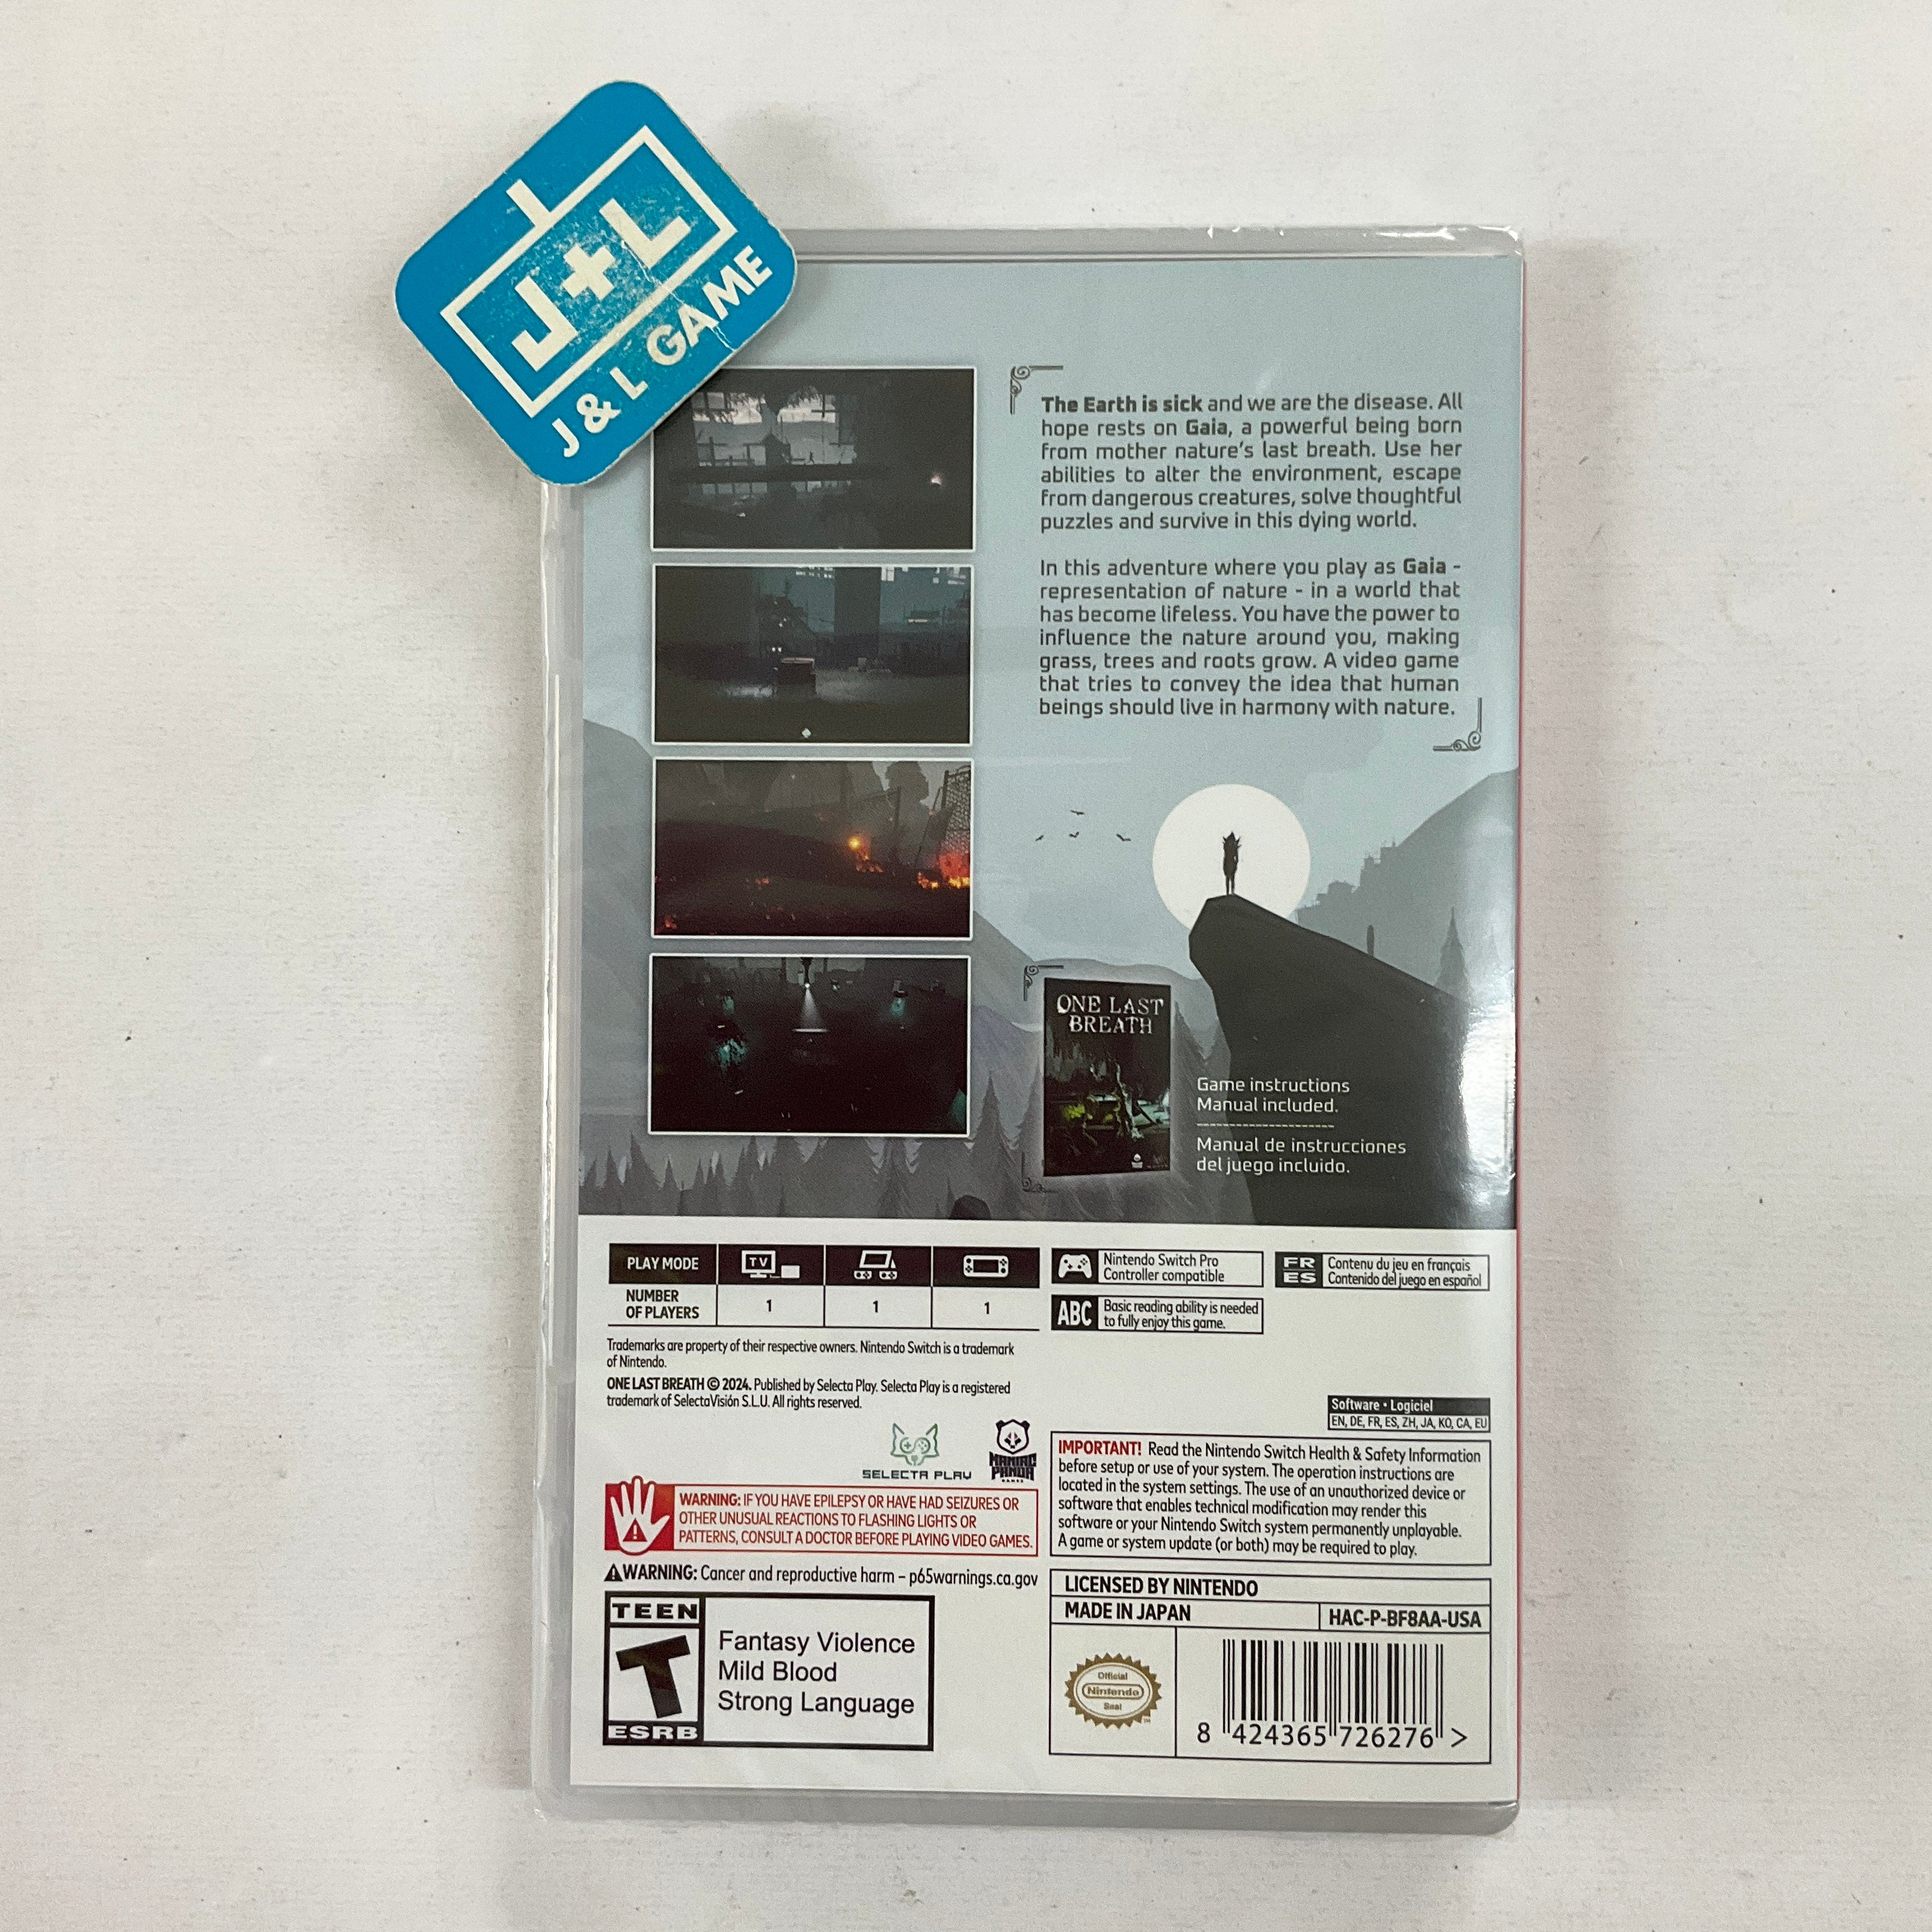 J+L
J & L GAME
The Earth is sick and we are the disease. All
hope rests on Gaia, a powerful being born
from mother nature's last breath. Use her
abilities to alter the environment, escape
from dangerous creatures, solve thoughtful
puzzles and survive in this dying world.
In this adventure where you play as Gaia -
representation of nature - in a world that
has become lifeless. You have the power to
influence the nature around you, making
grass, trees and roots grow. A video game
that tries to convey the idea that human
beings should live in harmony with nature.
ONE LAST
BREATH
Game instructions
Manual included.
Manual de instrucciones
del juego incluido.
PLAY MODE
TV
NUMBER
OF PLAYERS
1
1
1
Nintendo Switch Pro
Controller compatible
FR
ES
Contenu du jeu en français
Contenido del juego en español
ABC
Basic reading ability is needed
to fully enjoy this game.
Trademarks are property of their respective owners. Nintendo Switch is a trademark
of Nintendo.
ONE LAST BREATH © 2024. Published by Selecta Play. Selecta Play is a registered
trademark of SelectaVisión S.L.U. All rights reserved.
SELECTA PLAY
MANIAC
PANDA
GAMES
Software • Logiciel
EN, DE, FR, ES, ZH, JA, KO, CA, EU
WARNING: IF YOU HAVE EPILEPSY OR HAVE HAD SEIZURES OR
OTHER UNUSUAL REACTIONS TO FLASHING LIGHTS OR
PATTERNS, CONSULT A DOCTOR BEFORE PLAYING VIDEO GAMES.
WARNING: Cancer and reproductive harm – p65warnings.ca.gov
IMPORTANT! Read the Nintendo Switch Health & Safety Information
before setup or use of your system. The operation instructions are
located in the system settings. The use of an unauthorized device or
software that enables technical modification may render this
software or your Nintendo Switch system permanently unplayable.
A game or system update (or both) may be required to play.
TEEN
T
ESRB
Fantasy Violence
Mild Blood
Strong Language
LICENSED BY NINTENDO
MADE IN JAPAN
HAC-P-BF8AA-USA
Official
Nintendo
Seal
8 424365 726276 >